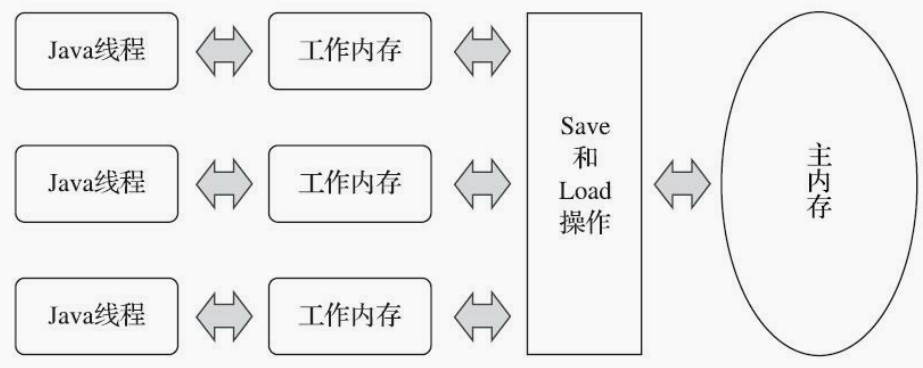 Java线程
工作内存
Java线程
工作内存
Java线程
工作内存
Save
和
Load
操作
主
内
存